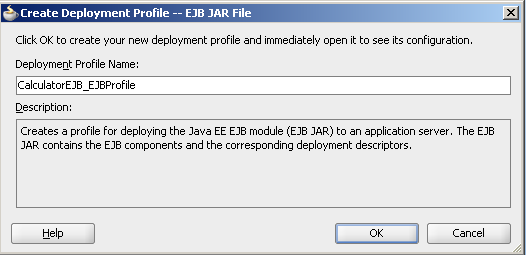 Create Deployment Profile -- EJB JAR File
Click OK to create your new deployment profile and immediately open it to see its configuration.
Deployment Profile Name:
CalculatorEJB_EJBProfile
Description:
Creates a profile for deploying the Java EE EJB module (EJB JAR) to an application server. The EJB
JAR contains the EJB components and the corresponding deployment descriptors.
Help OK Cancel